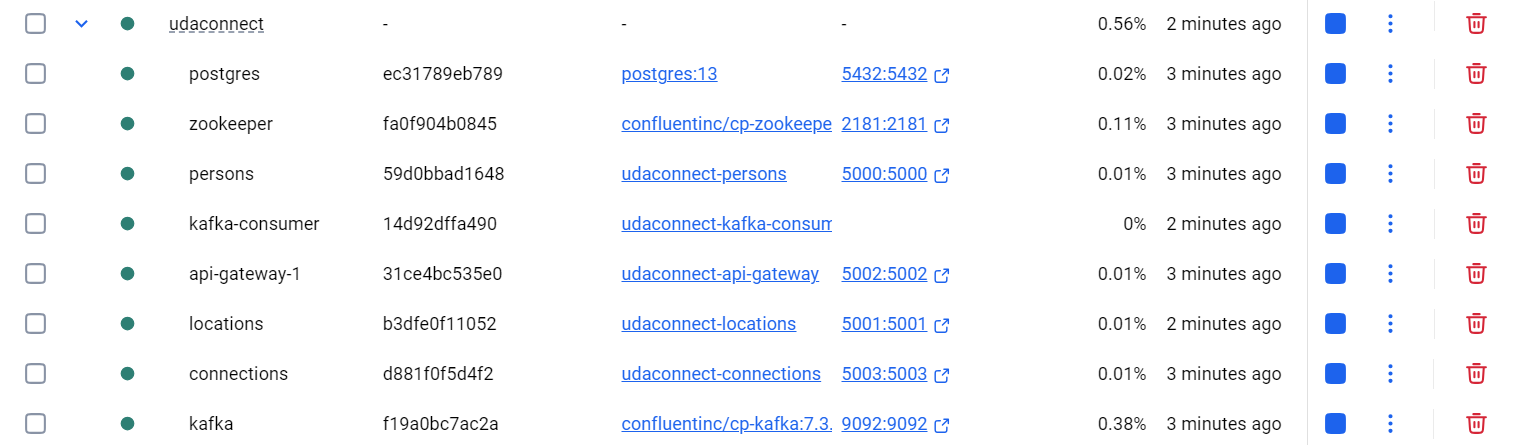 udaconnect - - - 0.56% 2 minutes ago
postgres ec31789eb789 postgres:13 5432:5432 0.02% 3 minutes ago
zookeeper fa0f904b0845 confluentinc/cp-zookeepe 2181:2181 0.11% 3 minutes ago
persons 59d0bbad1648 udaconnect-persons 5000:5000 0.01% 3 minutes ago
kafka-consumer 14d92dffa490 udaconnect-kafka-consum 0% 2 minutes ago
api-gateway-1 31ce4bc535e0 udaconnect-api-gateway 5002:5002 0.01% 3 minutes ago
locations b3dfe0f11052 udaconnect-locations 5001:5001 0.01% 2 minutes ago
connections d881f0f5d4f2 udaconnect-connections 5003:5003 0.01% 3 minutes ago
kafka f19a0bc7ac2a confluentinc/cp-kafka:7.3. 9092:9092 0.38% 3 minutes ago